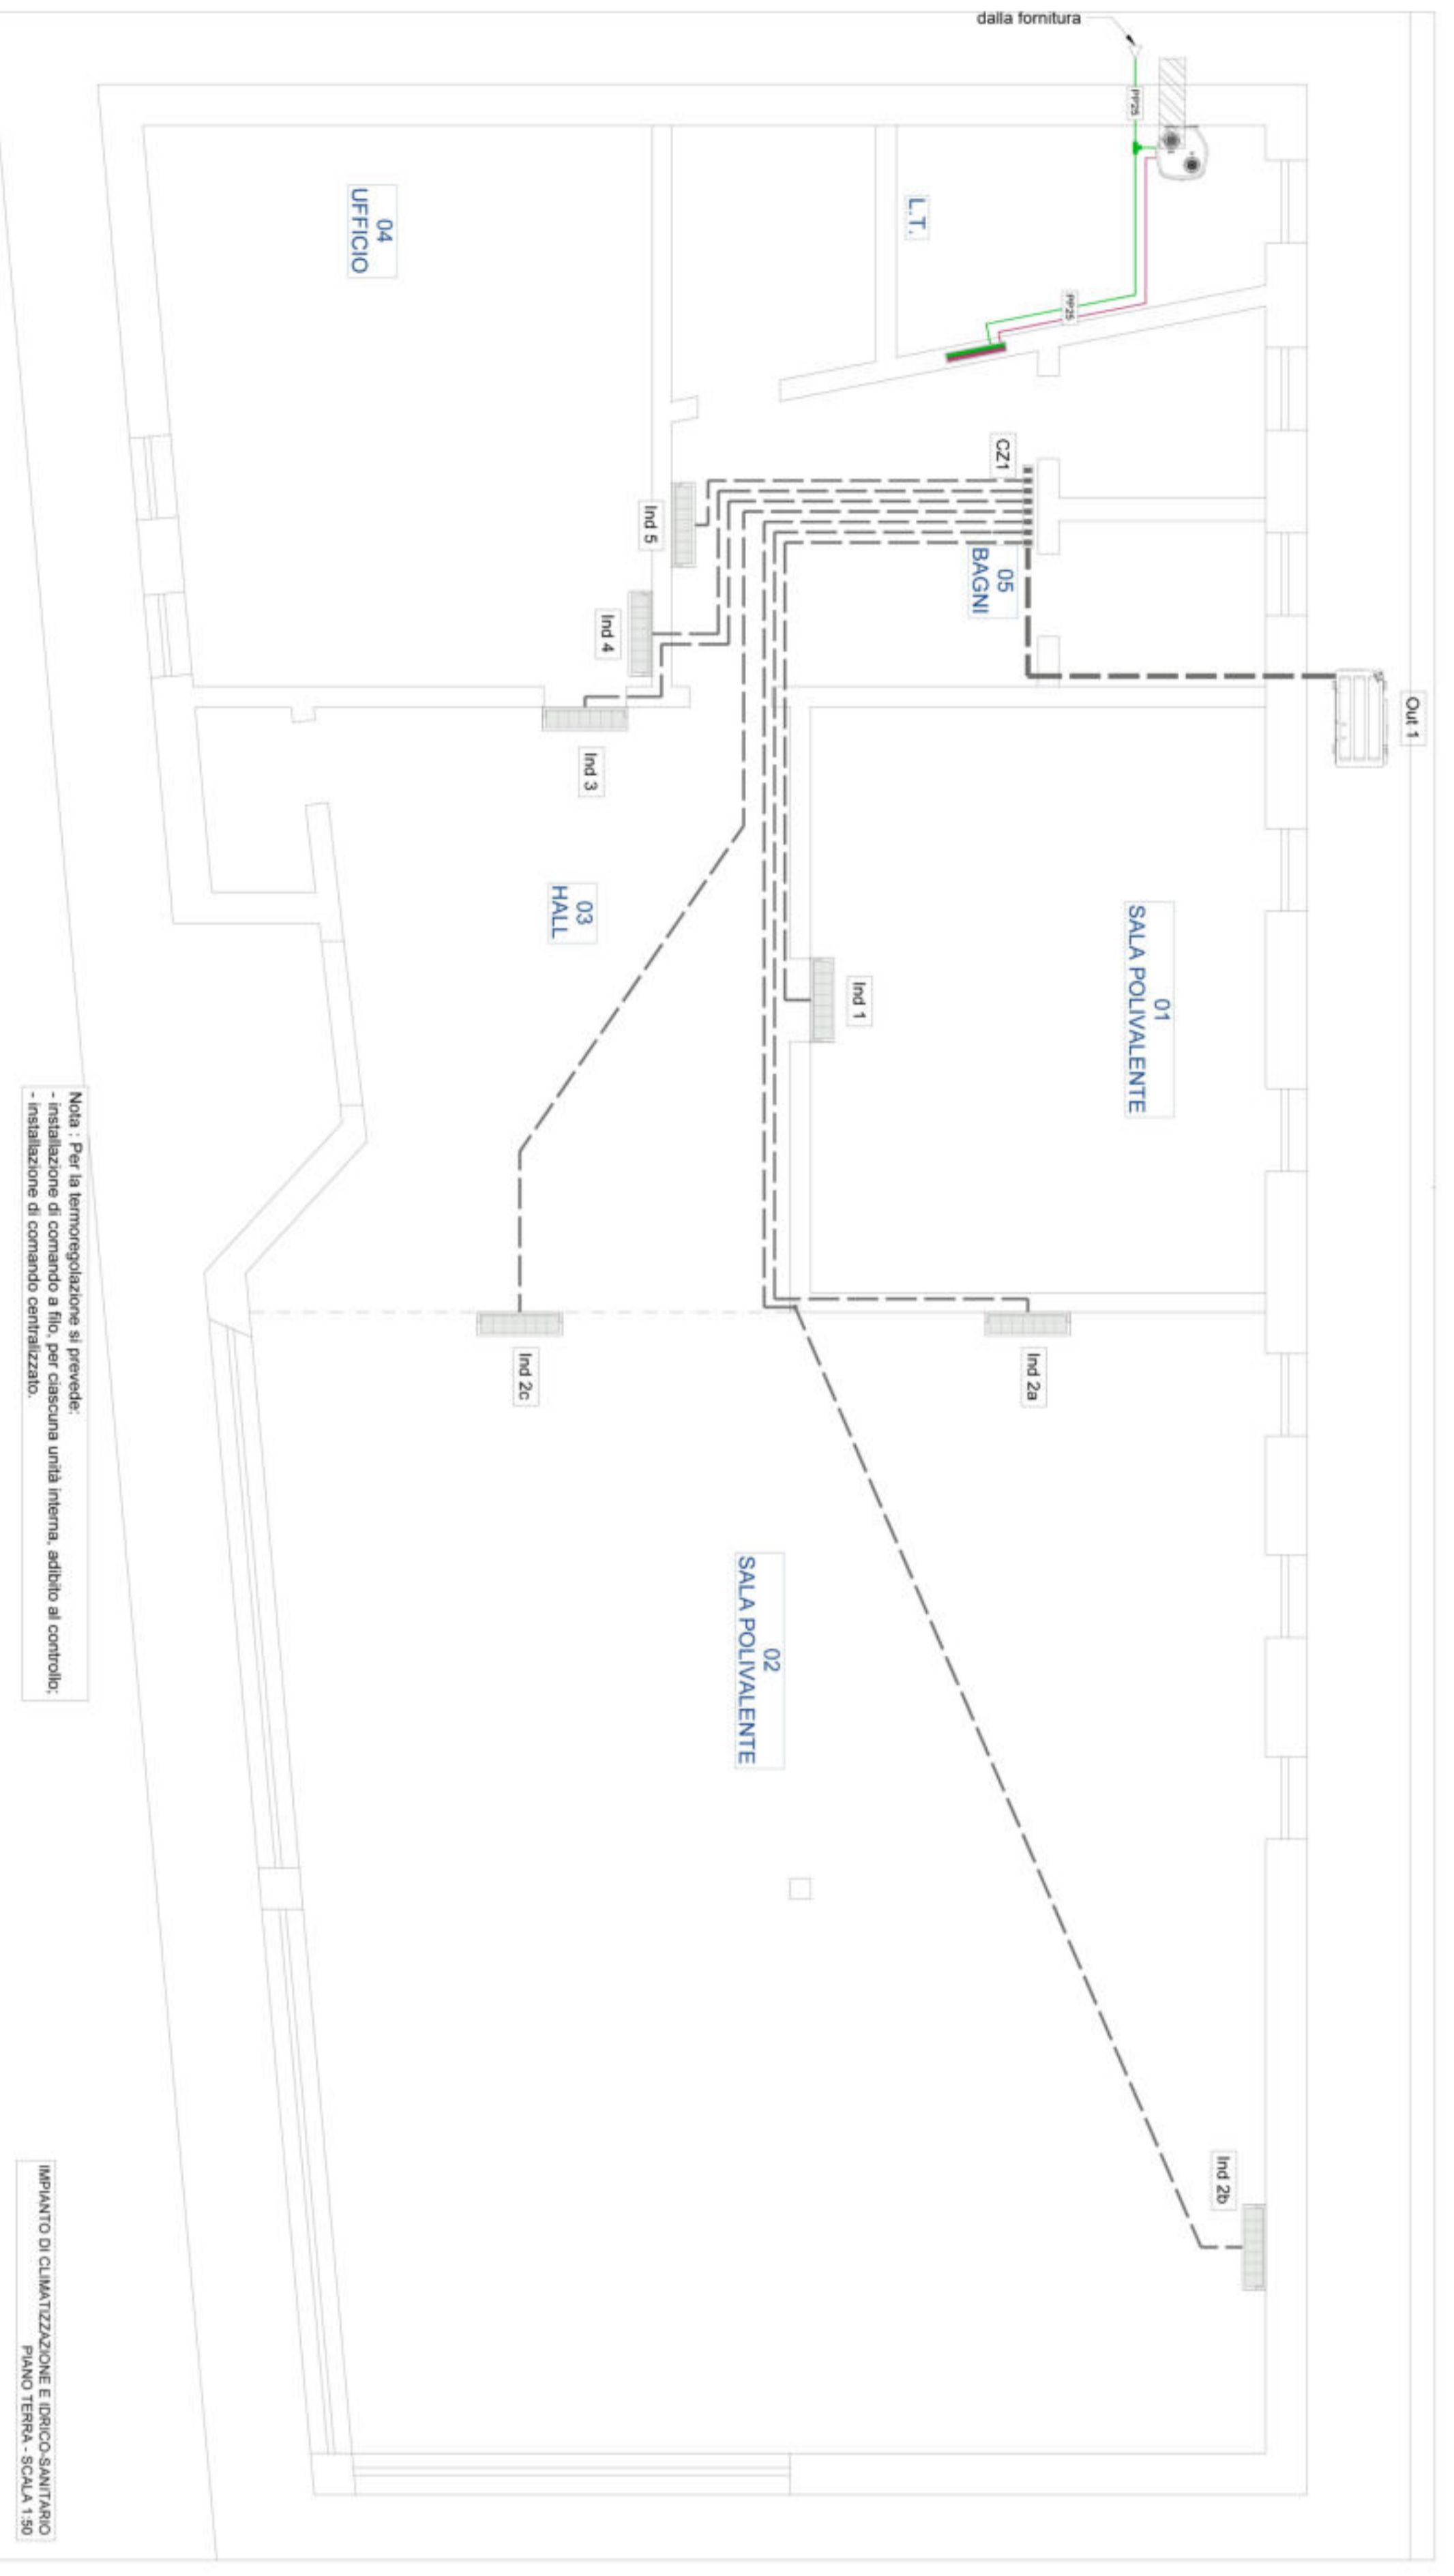 dalla fornitura
PP25
Out 1
L.T.
PP25
04
UFFICIO
CZ1
05
BAGNI
Ind 5
Ind 4
Ind 3
03
HALL
Ind 1
01
SALA POLIVALENTE
Ind 2a
Ind 2c
02
SALA POLIVALENTE
Ind 2b
Nota : Per la termoregolazione si prevede:
- installazione di comando a filo, per ciascuna unità interna, adibito al controllo;
- installazione di comando centralizzato.
IMPIANTO DI CLIMATIZZAZIONE E IDRICO-SANITARIO
PIANO TERRA - SCALA 1:50